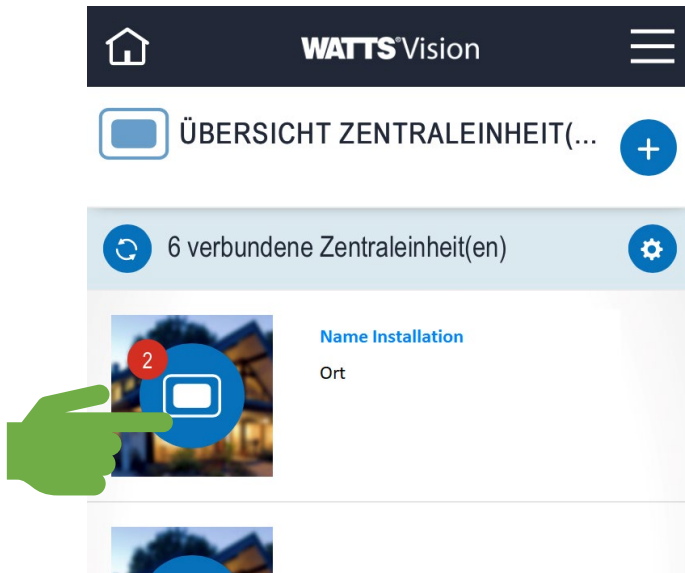 WATTS®Vision
ÜBERSICHT ZENTRALEINHEIT(...
6 verbundene Zentraleinheit(en)
2
Name Installation
Ort